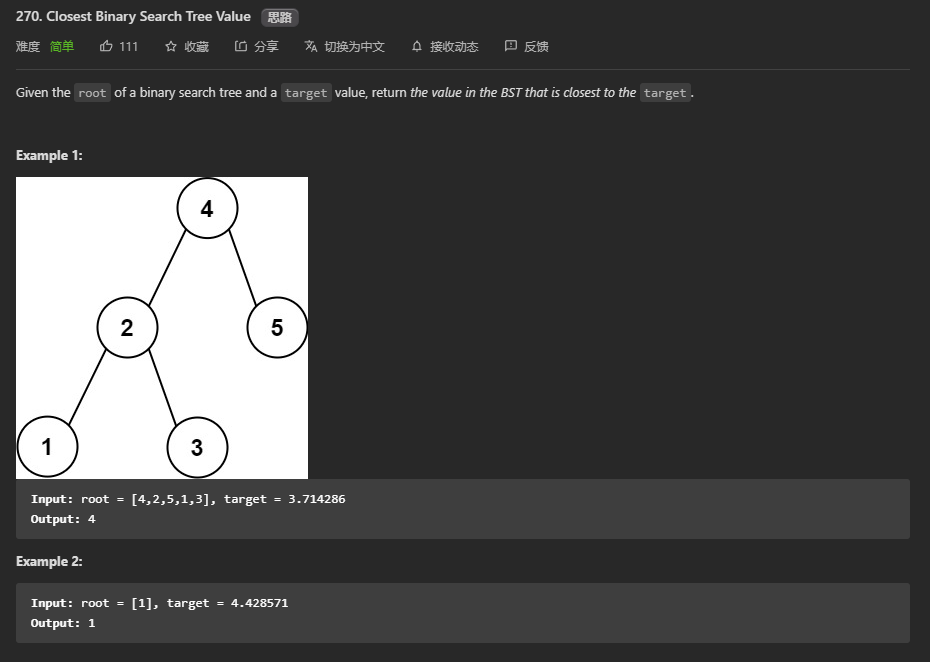 270. Closest Binary Search Tree Value 思路
难度 简单 111 收藏 分享 切换为中文 接收动态 反馈
Given the root of a binary search tree and a target value, return the value in the BST that is closest to the target.
Example 1:
4
2 5
1 3
Input: root = [4,2,5,1,3], target = 3.714286
Output: 4
Example 2:
Input: root = [1], target = 4.428571
Output: 1